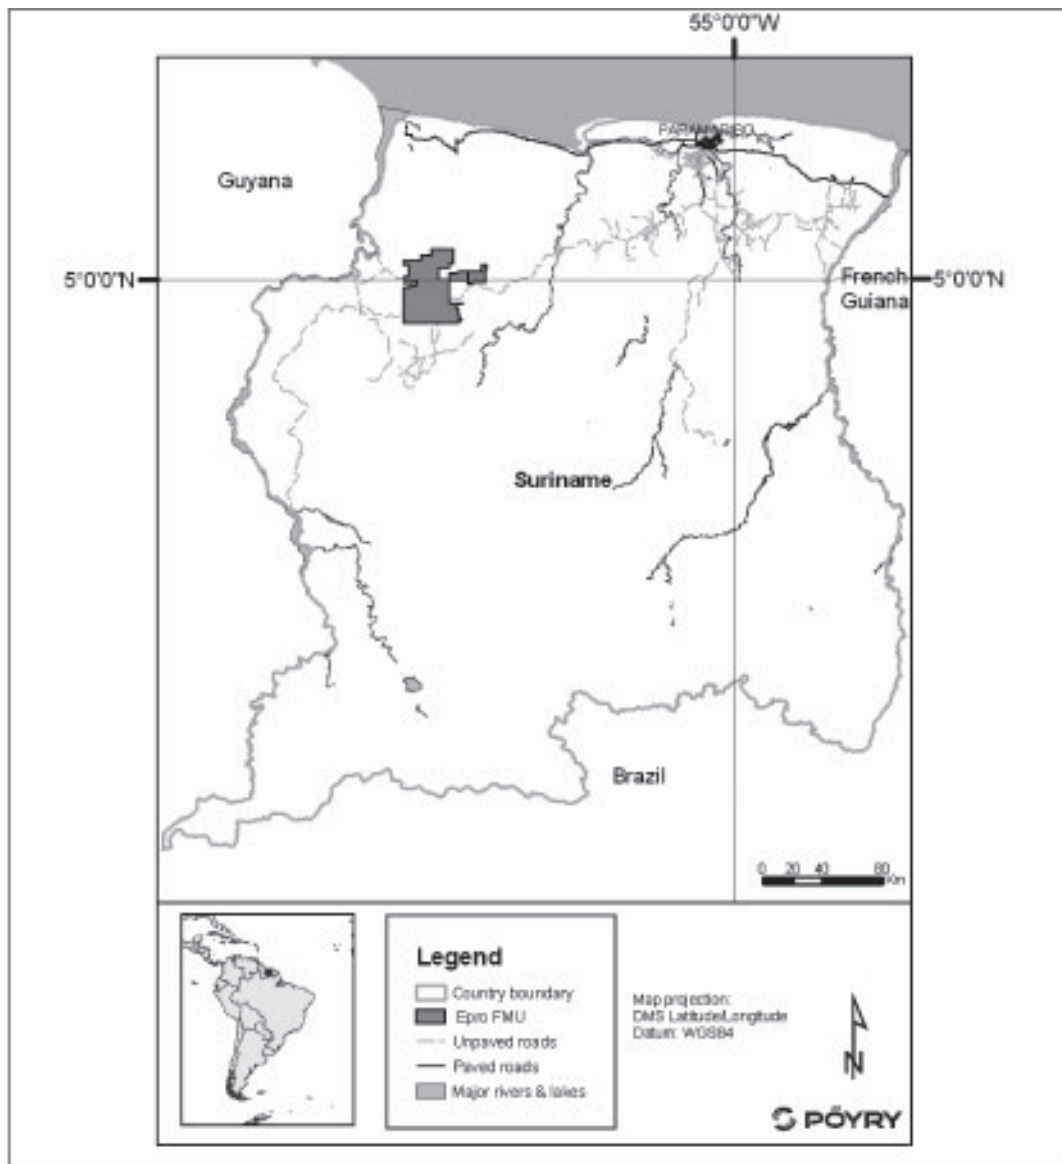 55°0'0"W
PARAMARIBO
Guyana
5°0'0"N
French
Guiana
5°0'0"N
Suriname
Brazil
0 20 40 80
Km
Legend
Country boundary
Epro FMU
Unpaved roads
Paved roads
Major rivers & lakes
Map projection:
DMS Latitude/Longitude
Datum: WGS84
N
PÖYRY